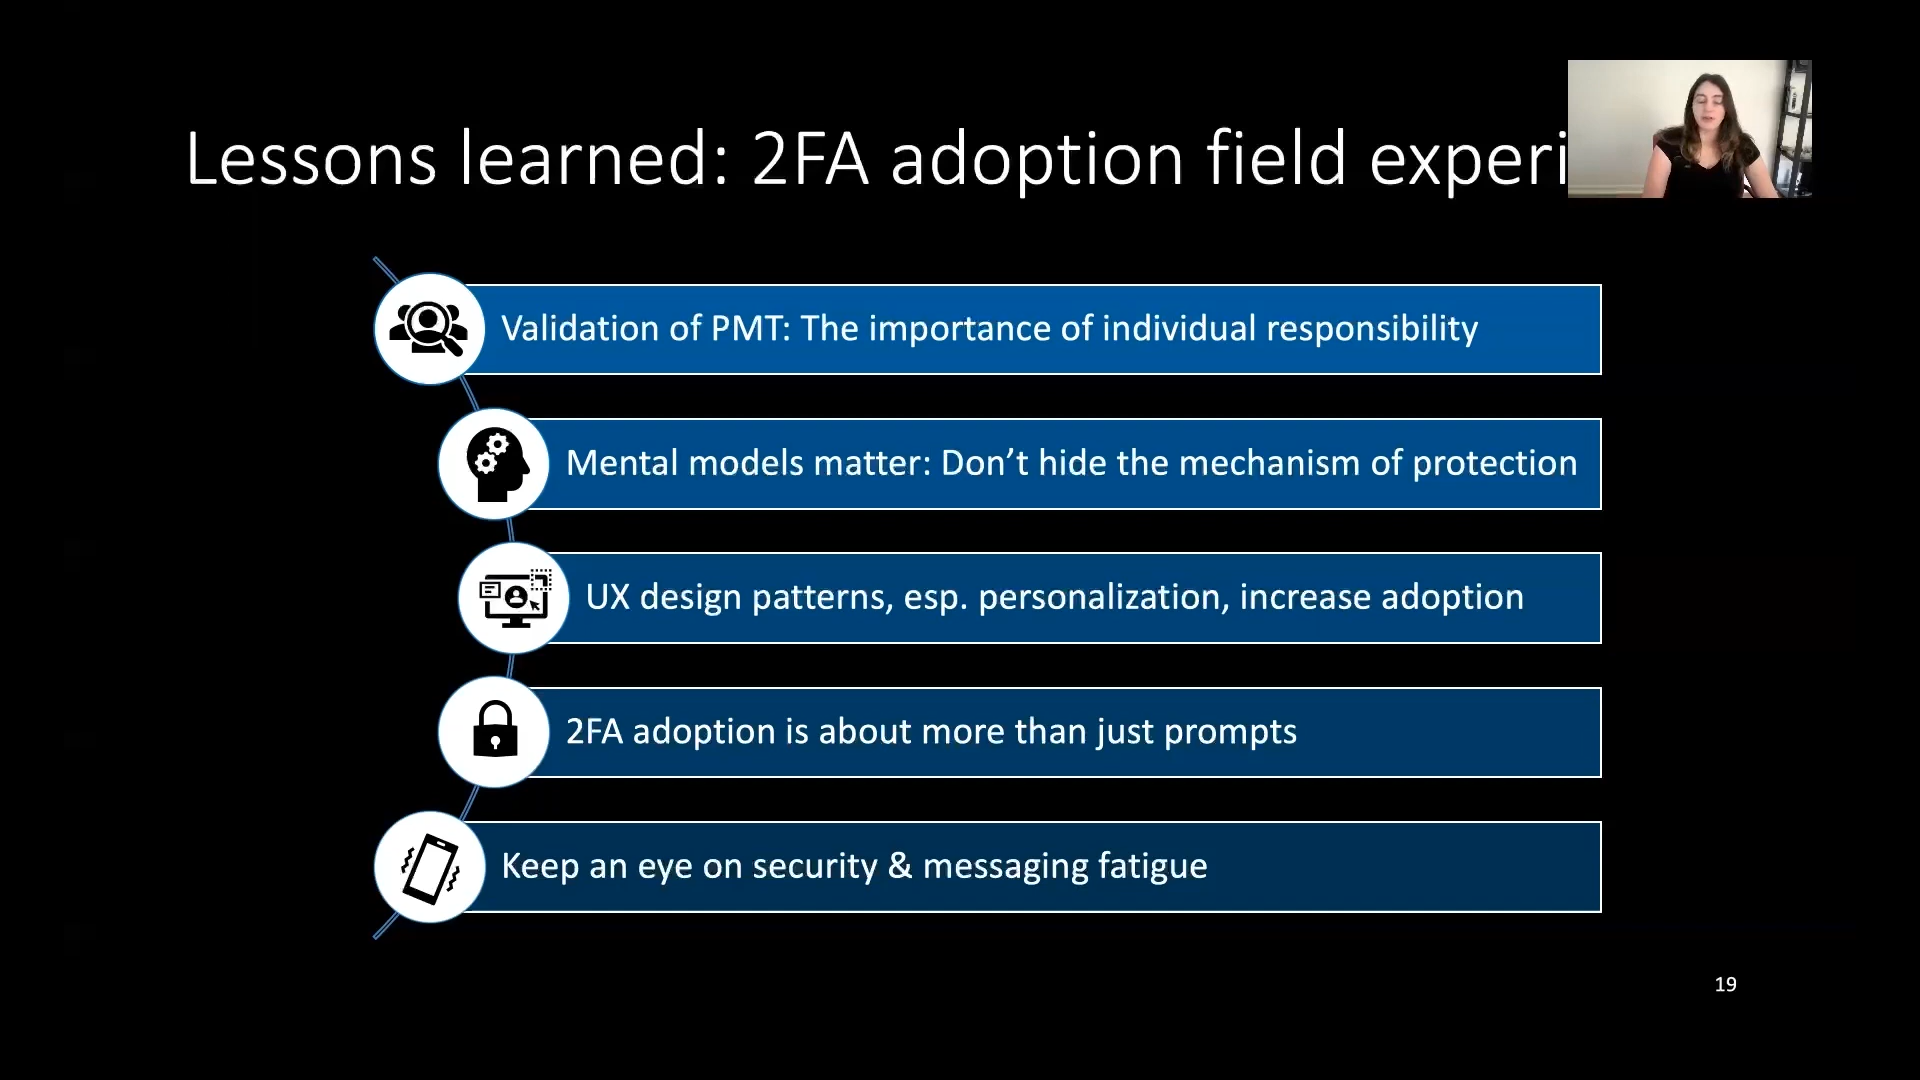 Lessons learned: 2FA adoption field experi
Validation of PMT: The importance of individual responsibility
Mental models matter: Don’t hide the mechanism of protection
UX design patterns, esp. personalization, increase adoption
2FA adoption is about more than just prompts
Keep an eye on security & messaging fatigue
19